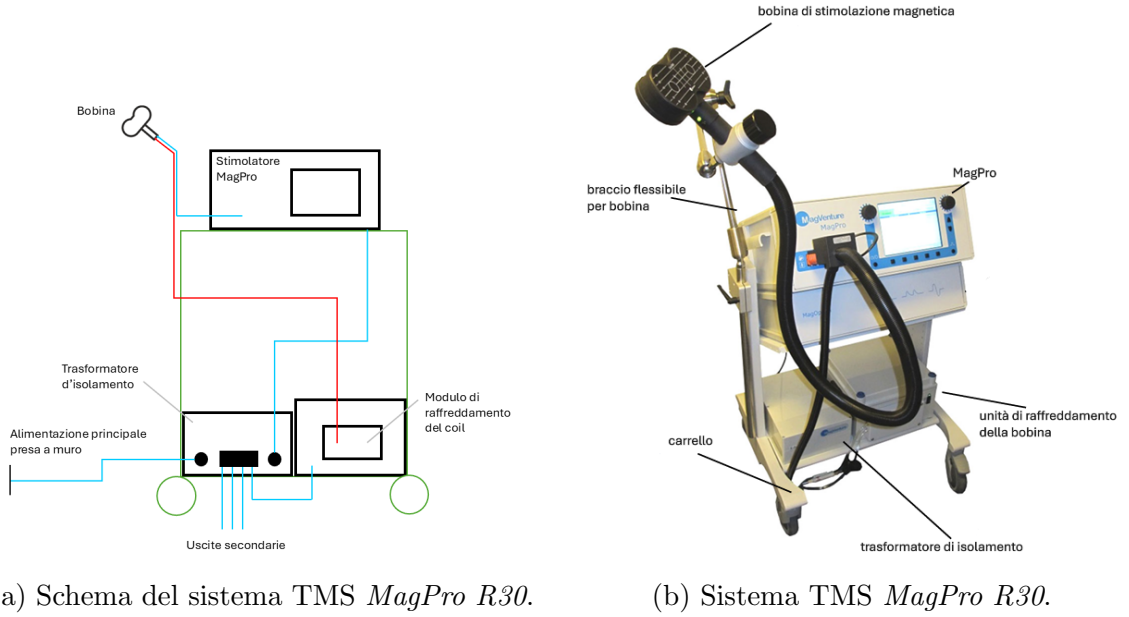 bobina di stimolazione magnetica
Bobina
Stimolatore
MagPro
MagPro
braccio flessibile
per bobina
MagVenture
MagPro
Trasformatore
d'isolamento
Modulo di
raffreddamento
del coil
Alimentazione principale
presa a muro
unità di raffreddamento
della bobina
carrello
Uscite secondarie
trasformatore di isolamento
a) Schema del sistema TMS MagPro R30.
(b) Sistema TMS MagPro R30.